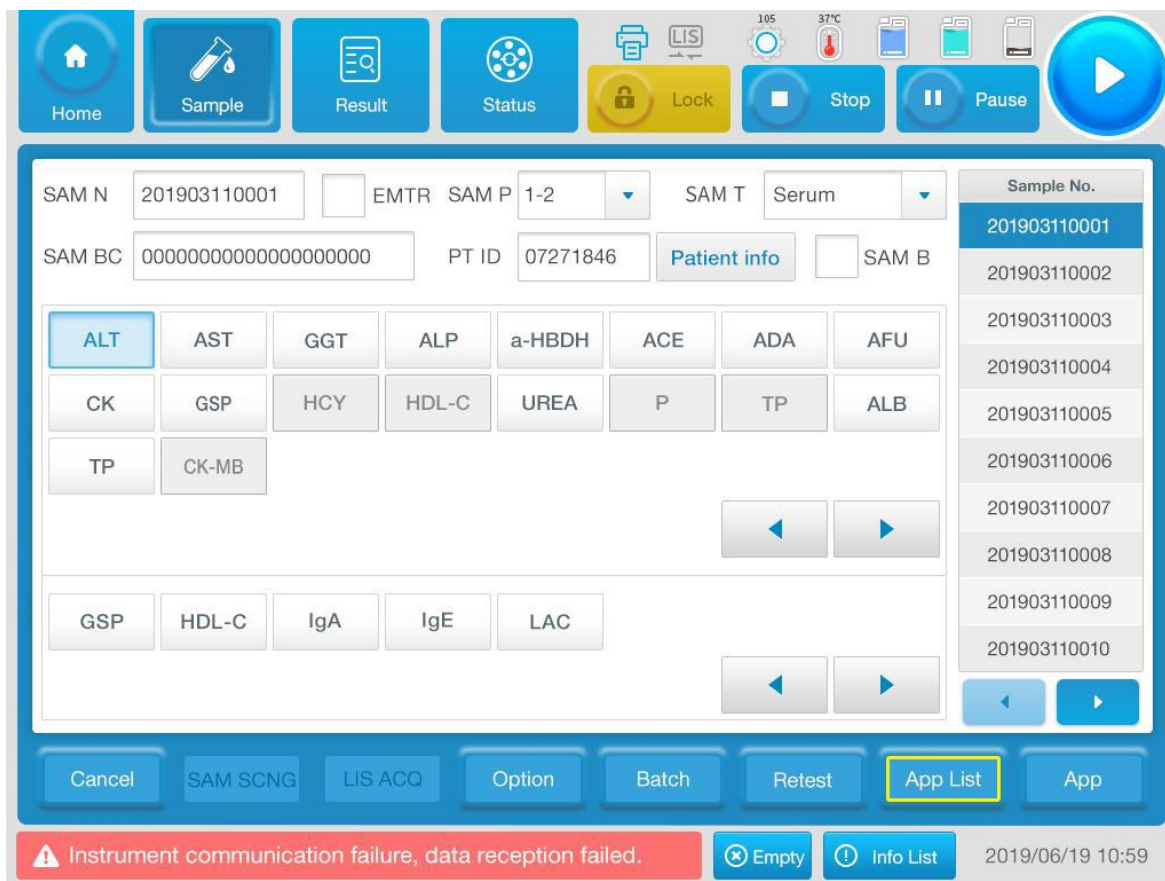 105 37℃
LIS
Home Sample Result Status Lock Stop Pause
SAM N 201903110001 EMTR SAM P 1-2 SAM T Serum
SAM BC 00000000000000000000 PT ID 07271846 Patient info SAM B
ALT AST GGT ALP a-HBDH ACE ADA AFU
CK GSP HCY HDL-C UREA P TP ALB
TP CK-MB
GSP HDL-C IgA IgE LAC
Sample No.
201903110001
201903110002
201903110003
201903110004
201903110005
201903110006
201903110007
201903110008
201903110009
201903110010
Cancel SAM SCNG LIS ACQ Option Batch Retest App List App
Instrument communication failure, data reception failed. Empty Info List 2019/06/19 10:59